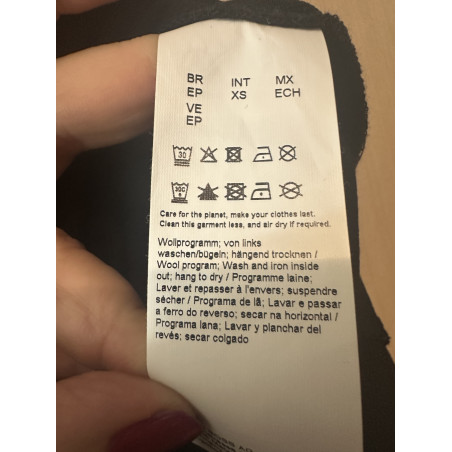 BR INT MX
EP XS ECH
VE
EP
30
30C
Care for the planet, make your clothes last.
Clean this garment less, and air dry if required.
Wollprogramm; von links
waschen/bügeln; hängend trocknen /
Wool program; Wash and iron inside
out; hang to dry / Programme laine;
Laver et repasser à l'envers; suspendre
sécher / Programa de lã; Lavar e passar
a ferro do reverso; secar na horizontal /
Programa lana; Lavar y planchar del
revés; secar colgado